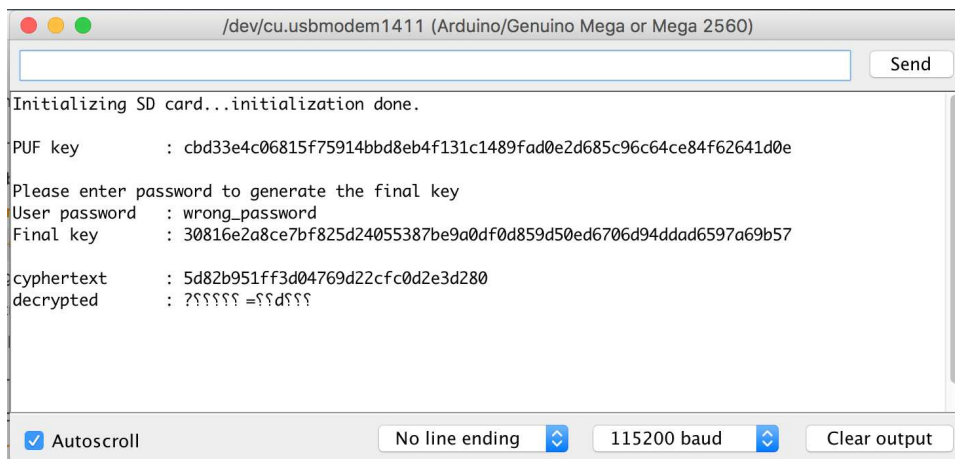 /dev/cu.usbmodem1411 (Arduino/Genuino Mega or Mega 2560)
Send
Initializing SD card...initialization done.
PUF key : cbd33e4c06815f75914bbd8eb4f131c1489fad0e2d685c96c64ce84f62641d0e
Please enter password to generate the final key
User password : wrong_password
Final key : 30816e2a8ce7bf825d24055387be9a0df0d859d50ed6706d94ddad6597a69b57
cyphertext : 5d82b951ff3d04769d22cfc0d2e3d280
decrypted : ?⸮⸮⸮⸮⸮ =⸮⸮d⸮⸮⸮
Autoscroll
No line ending
115200 baud
Clear output